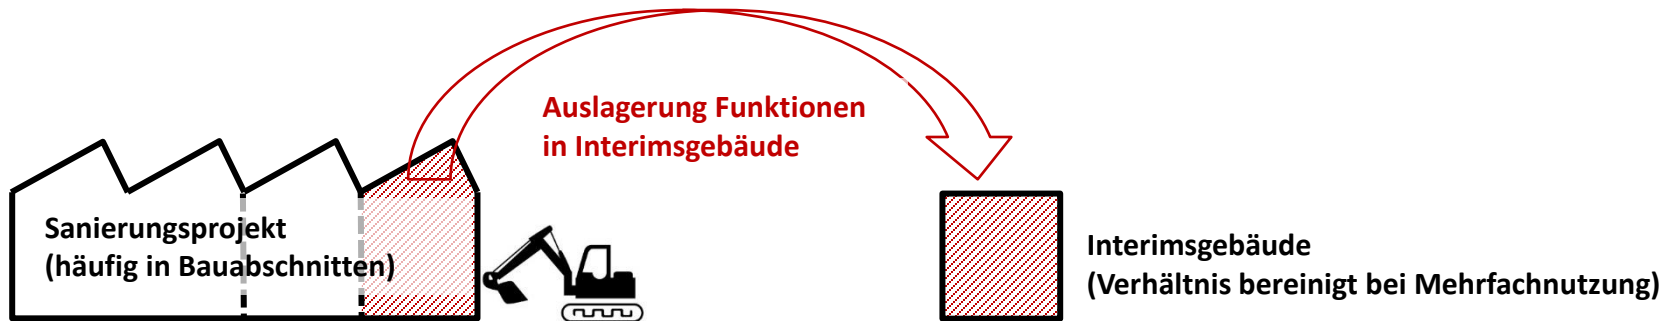 Auslagerung Funktionen
in Interimsgebäude
Sanierungsprojekt
(häufig in Bauabschnitten)
Interimsgebäude
(Verhältnis bereinigt bei Mehrfachnutzung)